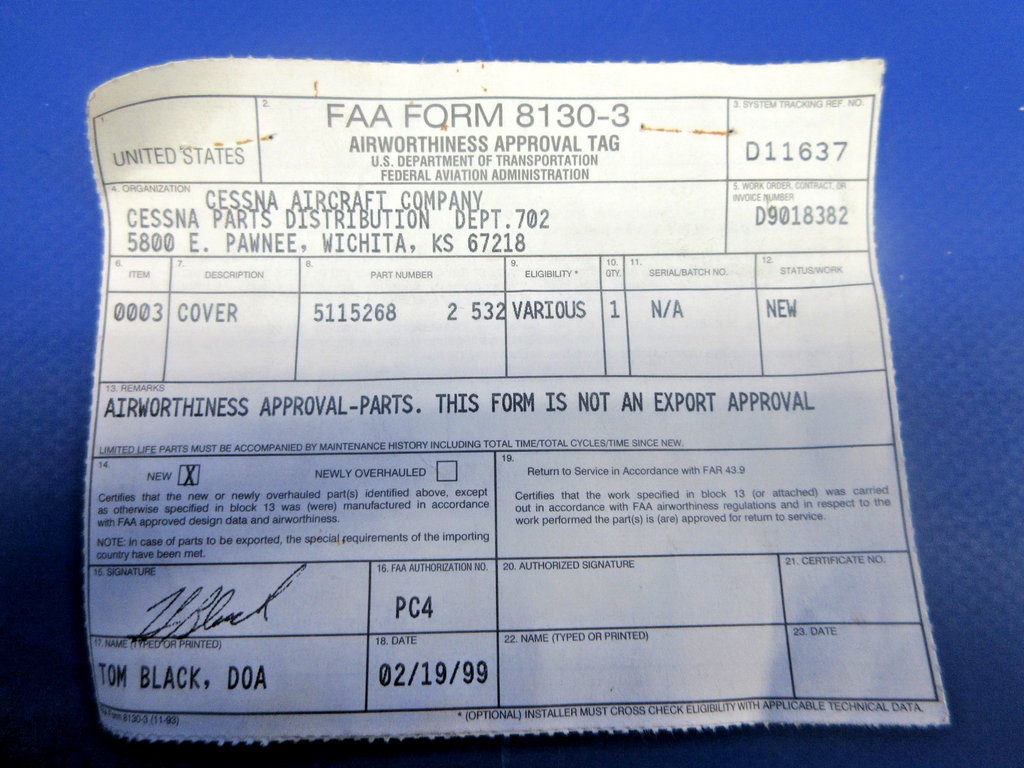 1.
UNITED STATES
2.
FAA FORM 8130-3
AIRWORTHINESS APPROVAL TAG
U.S. DEPARTMENT OF TRANSPORTATION
FEDERAL AVIATION ADMINISTRATION
3. SYSTEM TRACKING REF. NO.
D11637
4. ORGANIZATION
CESSNA AIRCRAFT COMPANY
CESSNA PARTS DISTRIBUTION DEPT.702
5800 E. PAWNEE, WICHITA, KS 67218
5. WORK ORDER, CONTRACT, OR
INVOICE NUMBER
D9018382
6. ITEM 7. DESCRIPTION 8. PART NUMBER 9. ELIGIBILITY * 10. QTY. 11. SERIAL/BATCH NO. 12. STATUS/WORK
0003 COVER 5115268 2 532 VARIOUS 1 N/A NEW
13. REMARKS
AIRWORTHINESS APPROVAL-PARTS. THIS FORM IS NOT AN EXPORT APPROVAL
LIMITED LIFE PARTS MUST BE ACCOMPANIED BY MAINTENANCE HISTORY INCLUDING TOTAL TIME/TOTAL CYCLES/TIME SINCE NEW.
14.
NEW X NEWLY OVERHAULED
Certifies that the new or newly overhauled part(s) identified above, except
as otherwise specified in block 13 was (were) manufactured in accordance
with FAA approved design data and airworthiness.
NOTE: In case of parts to be exported, the special requirements of the importing
country have been met.
19.
Return to Service in Accordance with FAR 43.9
Certifies that the work specified in block 13 (or attached) was carried
out in accordance with FAA airworthiness regulations and in respect to the
work performed the part(s) is (are) approved for return to service.
15. SIGNATURE
16. FAA AUTHORIZATION NO.
PC4
20. AUTHORIZED SIGNATURE
21. CERTIFICATE NO.
17. NAME (TYPED OR PRINTED)
TOM BLACK, DOA
18. DATE
02/19/99
22. NAME (TYPED OR PRINTED)
23. DATE
Form 8130-3 (11-93)
* (OPTIONAL) INSTALLER MUST CROSS CHECK ELIGIBILITY WITH APPLICABLE TECHNICAL DATA.